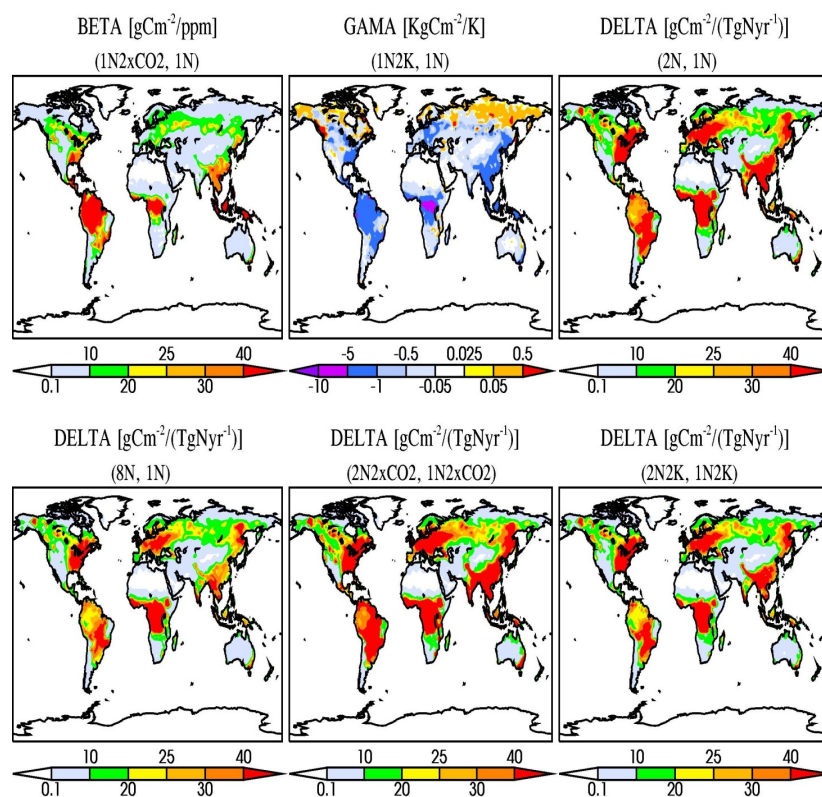 BETA [gCm⁻²/ppm]
(1N2xCO2, 1N)
GAMA [KgCm⁻²/K]
(1N2K, 1N)
DELTA [gCm⁻²/(TgNyr⁻¹)]
(2N, 1N)
10 25 40
0.1 20 30
-5 -0.5 0.025 0.5
-10 -1 -0.05 0.05
10 25 40
0.1 20 30
DELTA [gCm⁻²/(TgNyr⁻¹)]
(8N, 1N)
DELTA [gCm⁻²/(TgNyr⁻¹)]
(2N2xCO2, 1N2xCO2)
DELTA [gCm⁻²/(TgNyr⁻¹)]
(2N2K, 1N2K)
10 25 40
0.1 20 30
10 25 40
0.1 20 30
10 25 40
0.1 20 30